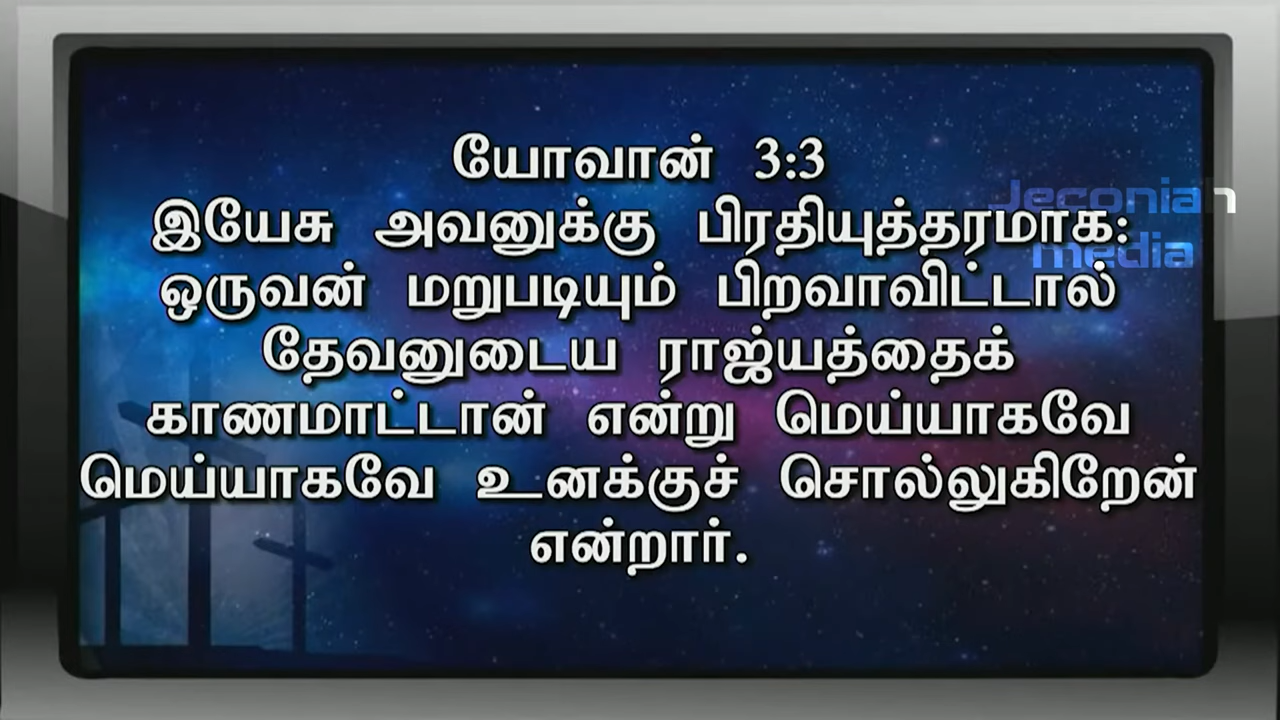 யோவான் 3:3
Jeconiah
media
இயேசு அவனுக்கு பிரதியுத்தரமாக:
ஒருவன் மறுபடியும் பிறவாவிட்டால்
தேவனுடைய ராஜ்யத்தைக்
காணமாட்டான் என்று மெய்யாகவே
மெய்யாகவே உனக்குச் சொல்லுகிறேன்
என்றார்.